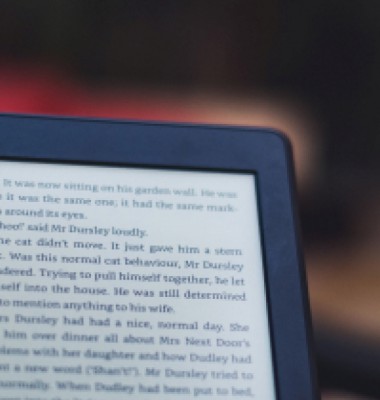 It was now sitting on his garden wall. He was
it was the same one; it had the same mark-
around its eyes.
hoo!' said Mr Dursley loudly.
he cat didn't move. It just gave him a stern
. Was this normal cat behaviour, Mr Dursley
dered. Trying to pull himself together, he let
self into the house. He was still determined
to mention anything to his wife.
rs Dursley had had a nice, normal day. She
him over dinner all about Mrs Next Door's
blems with her daughter and how Dudley had
nt a new word ('Shan't!'). Mr Dursley tried to
normally. When Dudley had been put to bed,